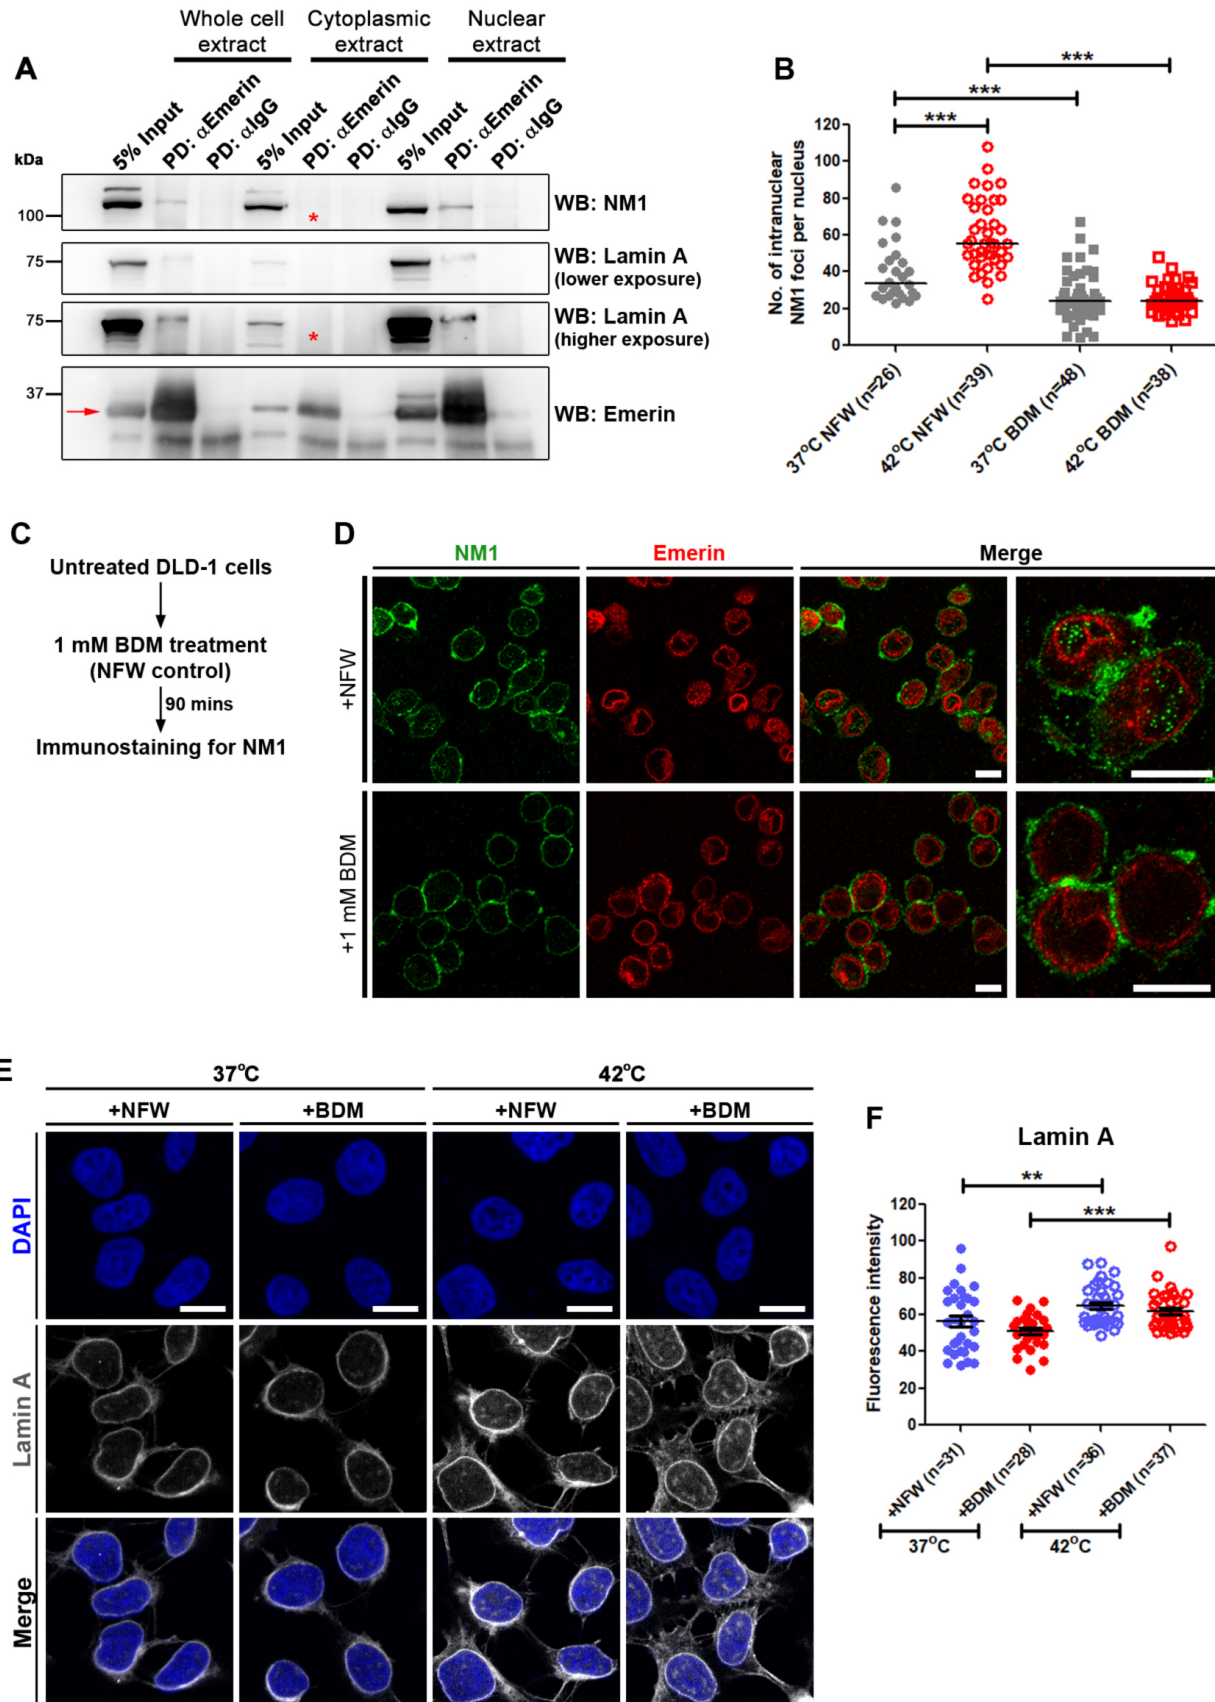 A
Whole cell extract
Cytoplasmic extract
Nuclear extract
kDa
5% Input
PD: αEmerin
PD: αIgG
5% Input
PD: αEmerin
PD: αIgG
5% Input
PD: αEmerin
PD: αIgG
100
*
WB: NM1
75
WB: Lamin A
(lower exposure)
75
*
WB: Lamin A
(higher exposure)
37
WB: Emerin
B
***
***
***
No. of intranuclear
NM1 foci per nucleus
120
100
80
60
40
20
0
37°C NFW (n=26)
42°C NFW (n=39)
37°C BDM (n=48)
42°C BDM (n=38)
C
Untreated DLD-1 cells
1 mM BDM treatment
(NFW control)
90 mins
Immunostaining for NM1
D
NM1
Emerin
Merge
+NFW
+1 mM BDM
E
37°C
42°C
+NFW
+BDM
+NFW
+BDM
DAPI
Lamin A
Merge
F
Lamin A
**
***
Fluorescence intensity
120
100
80
60
40
20
0
+NFW (n=31)
+BDM (n=28)
+NFW (n=36)
+BDM (n=37)
37°C
42°C